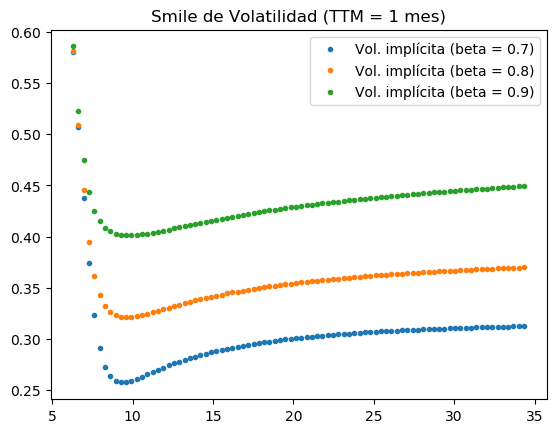 Smile de Volatilidad (TTM = 1 mes)
0.60
0.55
0.50
0.45
0.40
0.35
0.30
0.25
Vol. implícita (beta = 0.7)
Vol. implícita (beta = 0.8)
Vol. implícita (beta = 0.9)
5 10 15 20 25 30 35